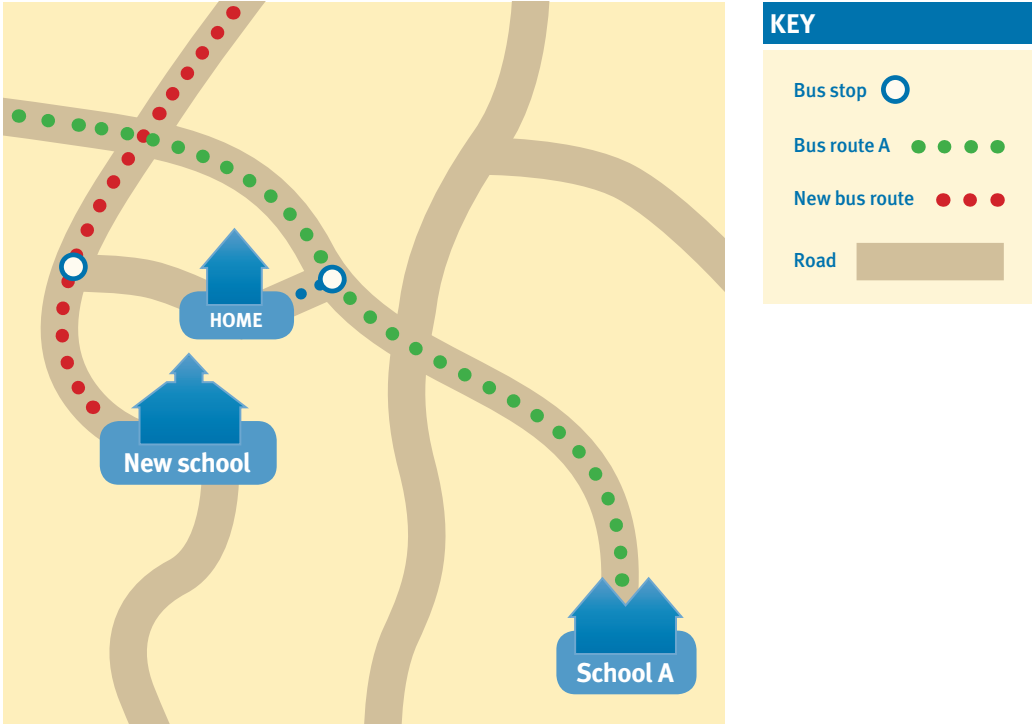 KEY
Bus stop
Bus route A
New bus route
Road
HOME
New school
School A